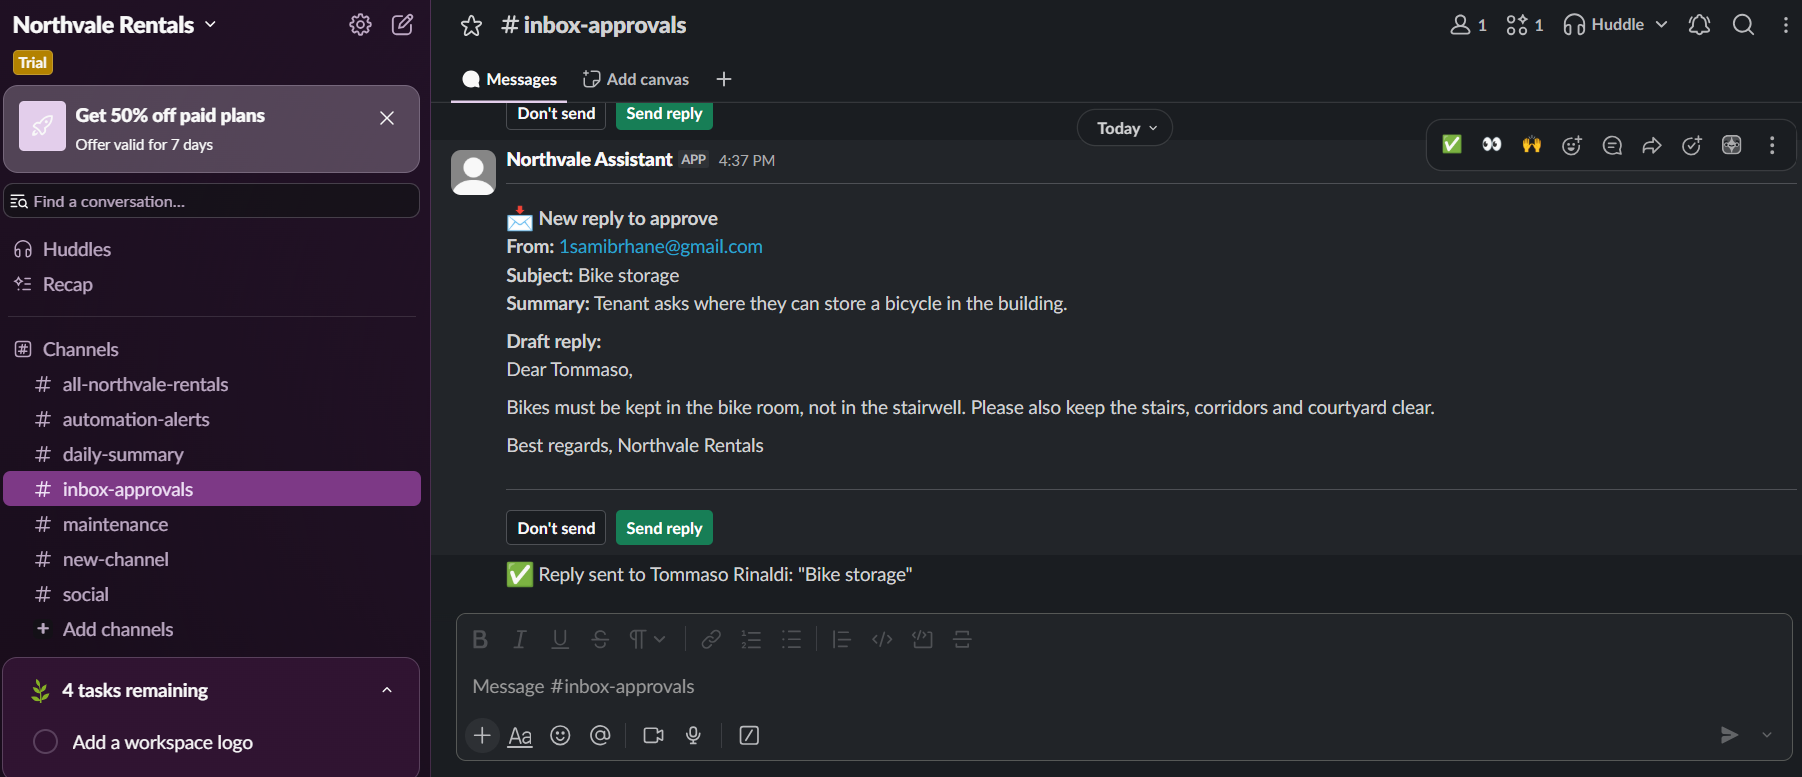 Northvale Rentals
Trial
Get 50% off paid plans
Offer valid for 7 days
Find a conversation...
Huddles
Recap
Channels
# all-northvale-rentals
# automation-alerts
# daily-summary
# inbox-approvals
# maintenance
# new-channel
# social
+ Add channels
4 tasks remaining
Add a workspace logo
# inbox-approvals
1
1
Huddle
Messages
Add canvas
+
Don't send
Send reply
Today
Northvale Assistant APP 4:37 PM
New reply to approve
From: 1samibrhane@gmail.com
Subject: Bike storage
Summary: Tenant asks where they can store a bicycle in the building.
Draft reply:
Dear Tommaso,
Bikes must be kept in the bike room, not in the stairwell. Please also keep the stairs, corridors and courtyard clear.
Best regards, Northvale Rentals
Don't send
Send reply
Reply sent to Tommaso Rinaldi: "Bike storage"
Message #inbox-approvals
Aa